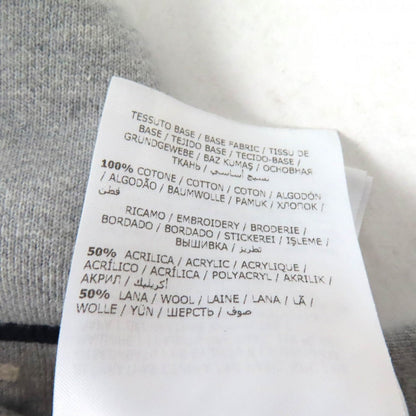 TESSUTO BASE / BASE FABRIC / TISSU DE
BASE / TEJIDO BASE / TECIDO-BASE /
GRUNDGEWEBE / BAZ KUMAŞ / ОСНОВНАЯ
ТКАНЬ / نسيج أساسي
100% COTONE / COTTON / COTON / ALGODÓN
/ ALGODÃO / BAUMWOLLE / PAMUK / ХЛОПОК /
قطن
RICAMO / EMBROIDERY / BRODERIE /
BORDADO / BORDADO / STICKEREI / IŞLEME /
ВЫШИВКА / تطريز
50% ACRILICA / ACRYLIC / ACRYLIQUE /
ACRÍLICO / ACRÍLICA / POLYACRYL / AKRILIK /
АКРИЛ / أكريليك
50% LANA / WOOL / LAINE / LANA / LÃ /
WOLLE / YÜN / ШЕРСТЬ / صوف